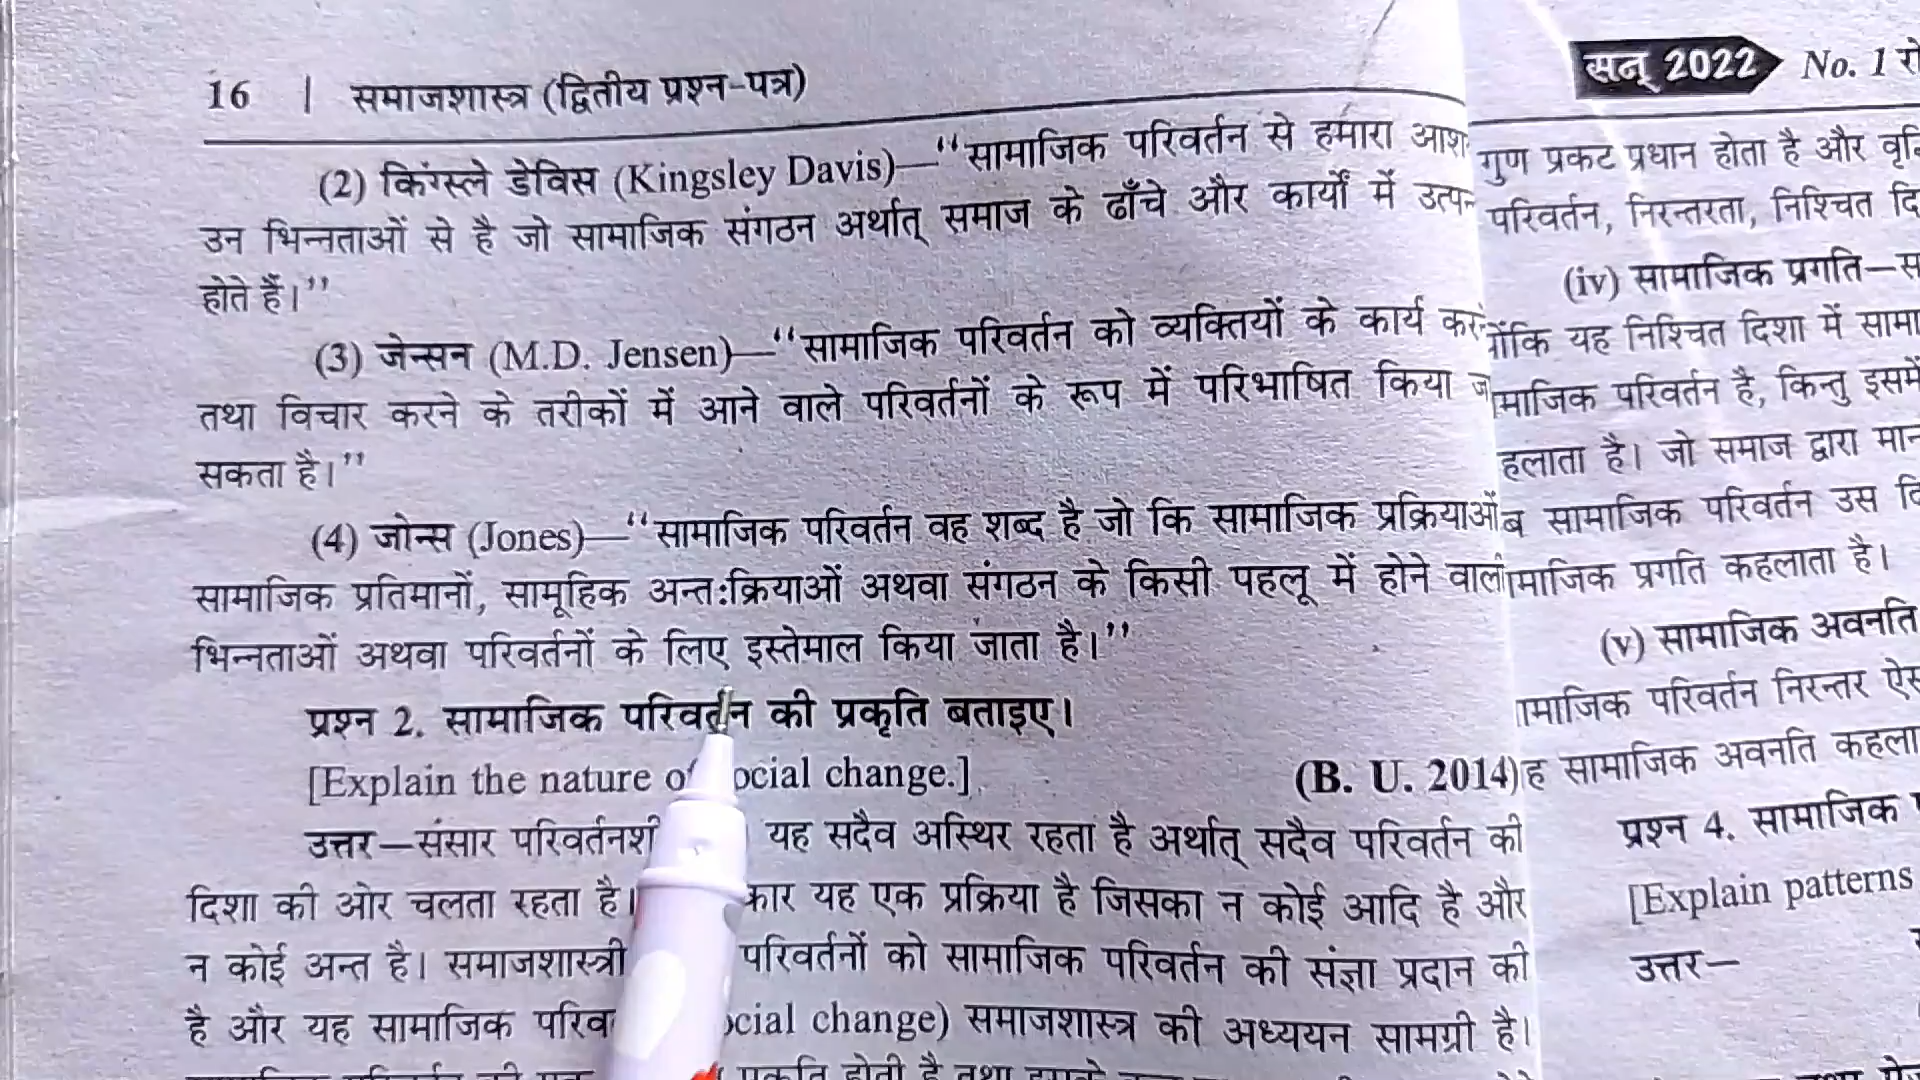 16 | समाजशास्त्र (द्वितीय प्रश्न-पत्र)
(2) किंग्स्ले डेविस (Kingsley Davis)—‘‘सामाजिक परिवर्तन से हमारा
उन भिन्नताओं से है जो सामाजिक संगठन अर्थात् समाज के ढाँचे और कार्यों में
होते हैं।’’
(3) जेन्सन (M.D. Jensen)—‘‘सामाजिक परिवर्तन को व्यक्तियों के कार्य
तथा विचार करने के तरीकों में आने वाले परिवर्तनों के रूप में परिभाषित किया
सकता है।’’
(4) जोन्स (Jones)—‘‘सामाजिक परिवर्तन वह शब्द है जो कि सामाजिक प्रक्रियाओं
सामाजिक प्रतिमानों, सामूहिक अन्तःक्रियाओं अथवा संगठन के किसी पहलू में होने
भिन्नताओं अथवा परिवर्तनों के लिए इस्तेमाल किया जाता है।’’
प्रश्न 2. सामाजिक परिवर्तन की प्रकृति बताइए।
[Explain the nature of social change.] (B. U. 2014)
उत्तर—संसार यह सदैव अस्थिर रहता है अर्थात् सदैव परिवर्तन की
दिशा की ओर चलता रहता है। यह एक प्रक्रिया है जिसका न कोई आदि है और
न कोई अन्त है। समाजशास्त्री परिवर्तनों को सामाजिक परिवर्तन की संज्ञा प्रदान की
है और यह सामाजिक change) समाजशास्त्र की अध्ययन सामग्री है।
सन् 2022 No. 1
गुण प्रकट प्रधान होता है और
परिवर्तन, निरन्तरता, निश्चित
(iv) सामाजिक प्रगति—
यह निश्चित दिशा में
परिवर्तन है, किन्तु इसमें
है। जो समाज द्वारा
सामाजिक परिवर्तन उस
प्रगति कहलाता है।
(v) सामाजिक अवनति
परिवर्तन निरन्तर
सामाजिक अवनति
प्रश्न 4. सामाजिक
[Explain patterns
उत्तर—